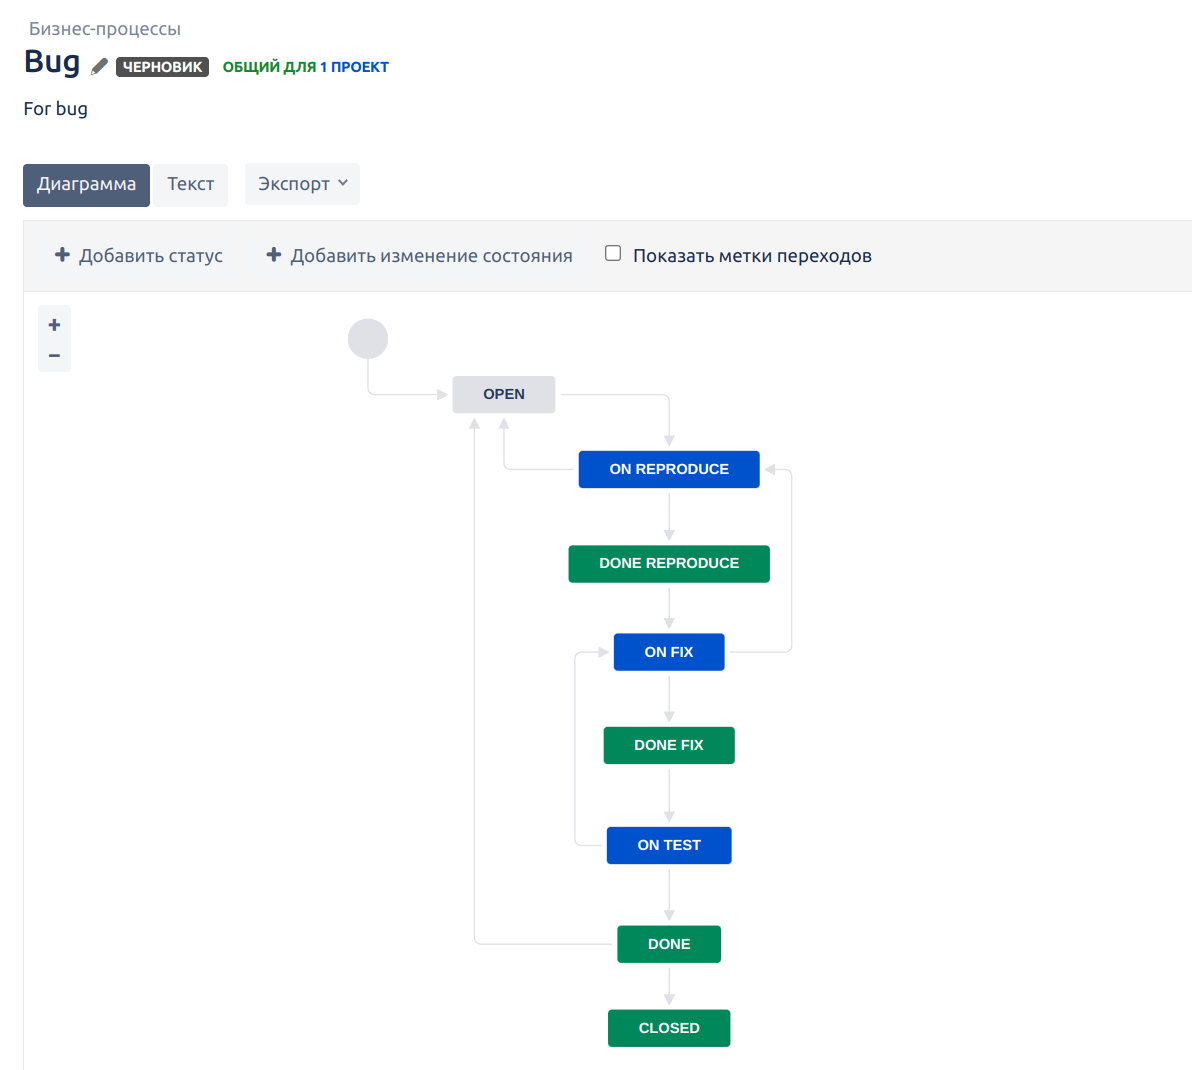 Бизнес-процессы
Bug ЧЕРНОВИК ОБЩИЙ ДЛЯ 1 ПРОЕКТ
For bug
Диаграмма Текст Экспорт
+ Добавить статус + Добавить изменение состояния Показать метки переходов
+
−
OPEN
ON REPRODUCE
DONE REPRODUCE
ON FIX
DONE FIX
ON TEST
DONE
CLOSED